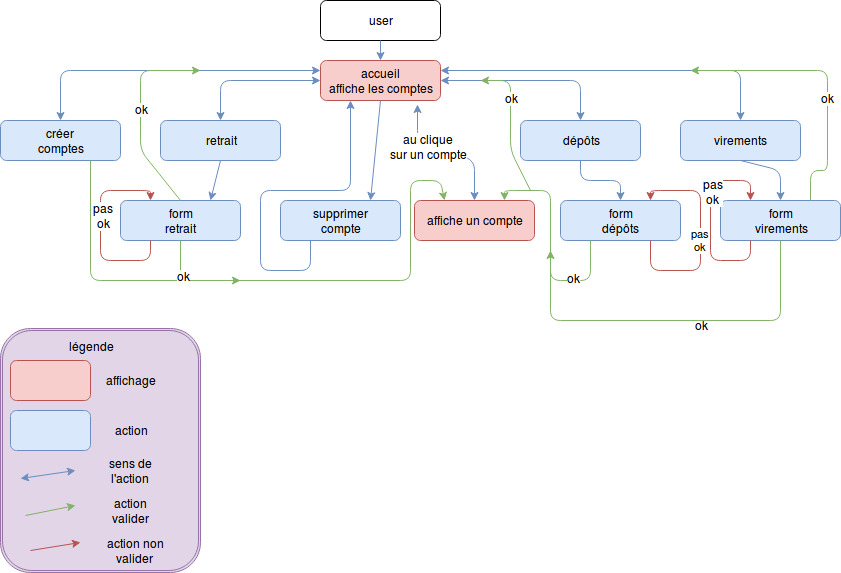 user
accueil
affiche les comptes
ok
ok
ok
créer
comptes
retrait
au clique
sur un compte
dépôts
virements
pas
ok
form
retrait
supprimer
compte
affiche un compte
form
dépôts
pas
ok
pas
ok
form
virements
ok
ok
ok
légende
affichage
action
sens de
l'action
action
valider
action non
valider